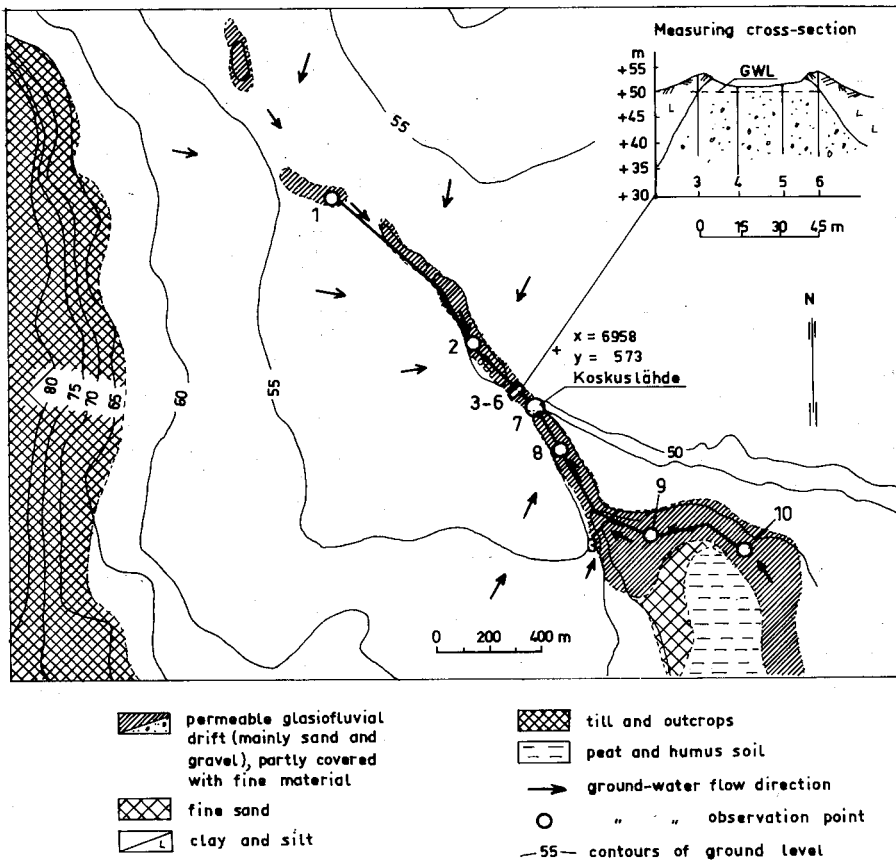 Measuring cross-section
m
+55
GWL
+50
L
L
+45
L
+40
+35
+30
3 4 5 6
0 15 30 45 m
55
1
N
x = 6958
y = 573
Koskuslähde
2
3-6
7
80 75 70 65
60
55
50
8
9
10
0 200 400 m
permeable glasiofluvial
drift (mainly sand and
gravel), partly covered
with fine material
fine sand
L clay and silt
till and outcrops
peat and humus soil
ground-water flow direction
" " observation point
55 contours of ground level